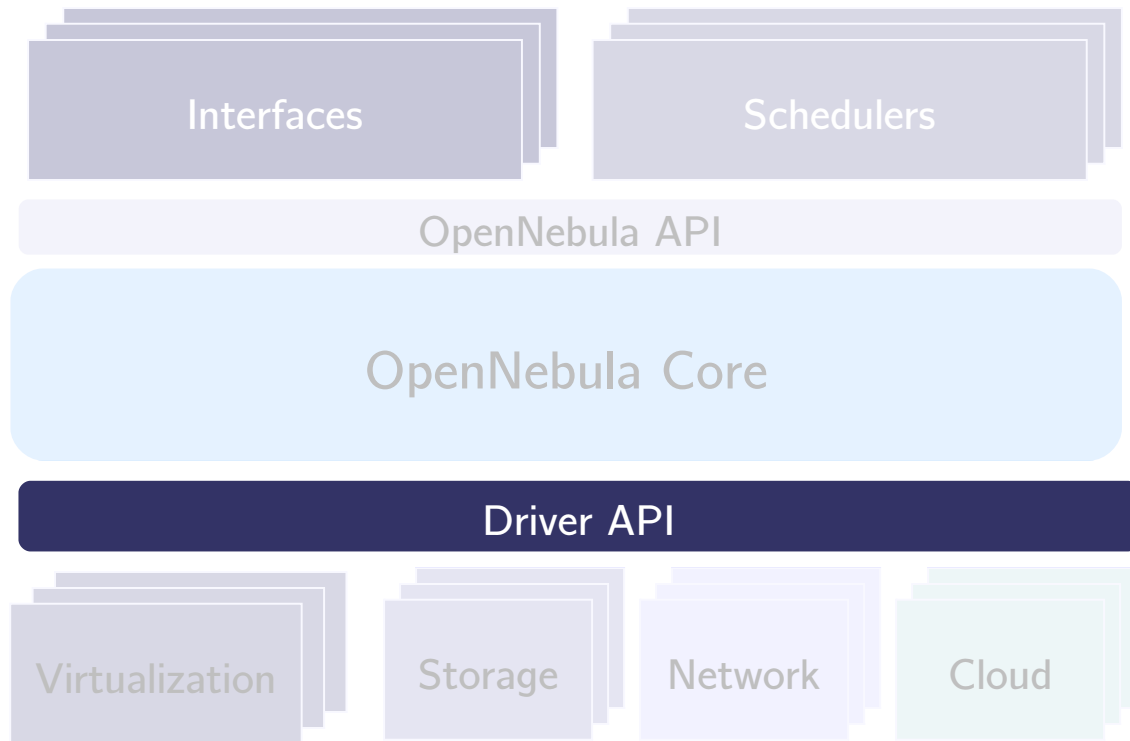 Interfaces
Schedulers
OpenNebula API
OpenNebula Core
Driver API
Virtualization
Storage
Network
Cloud